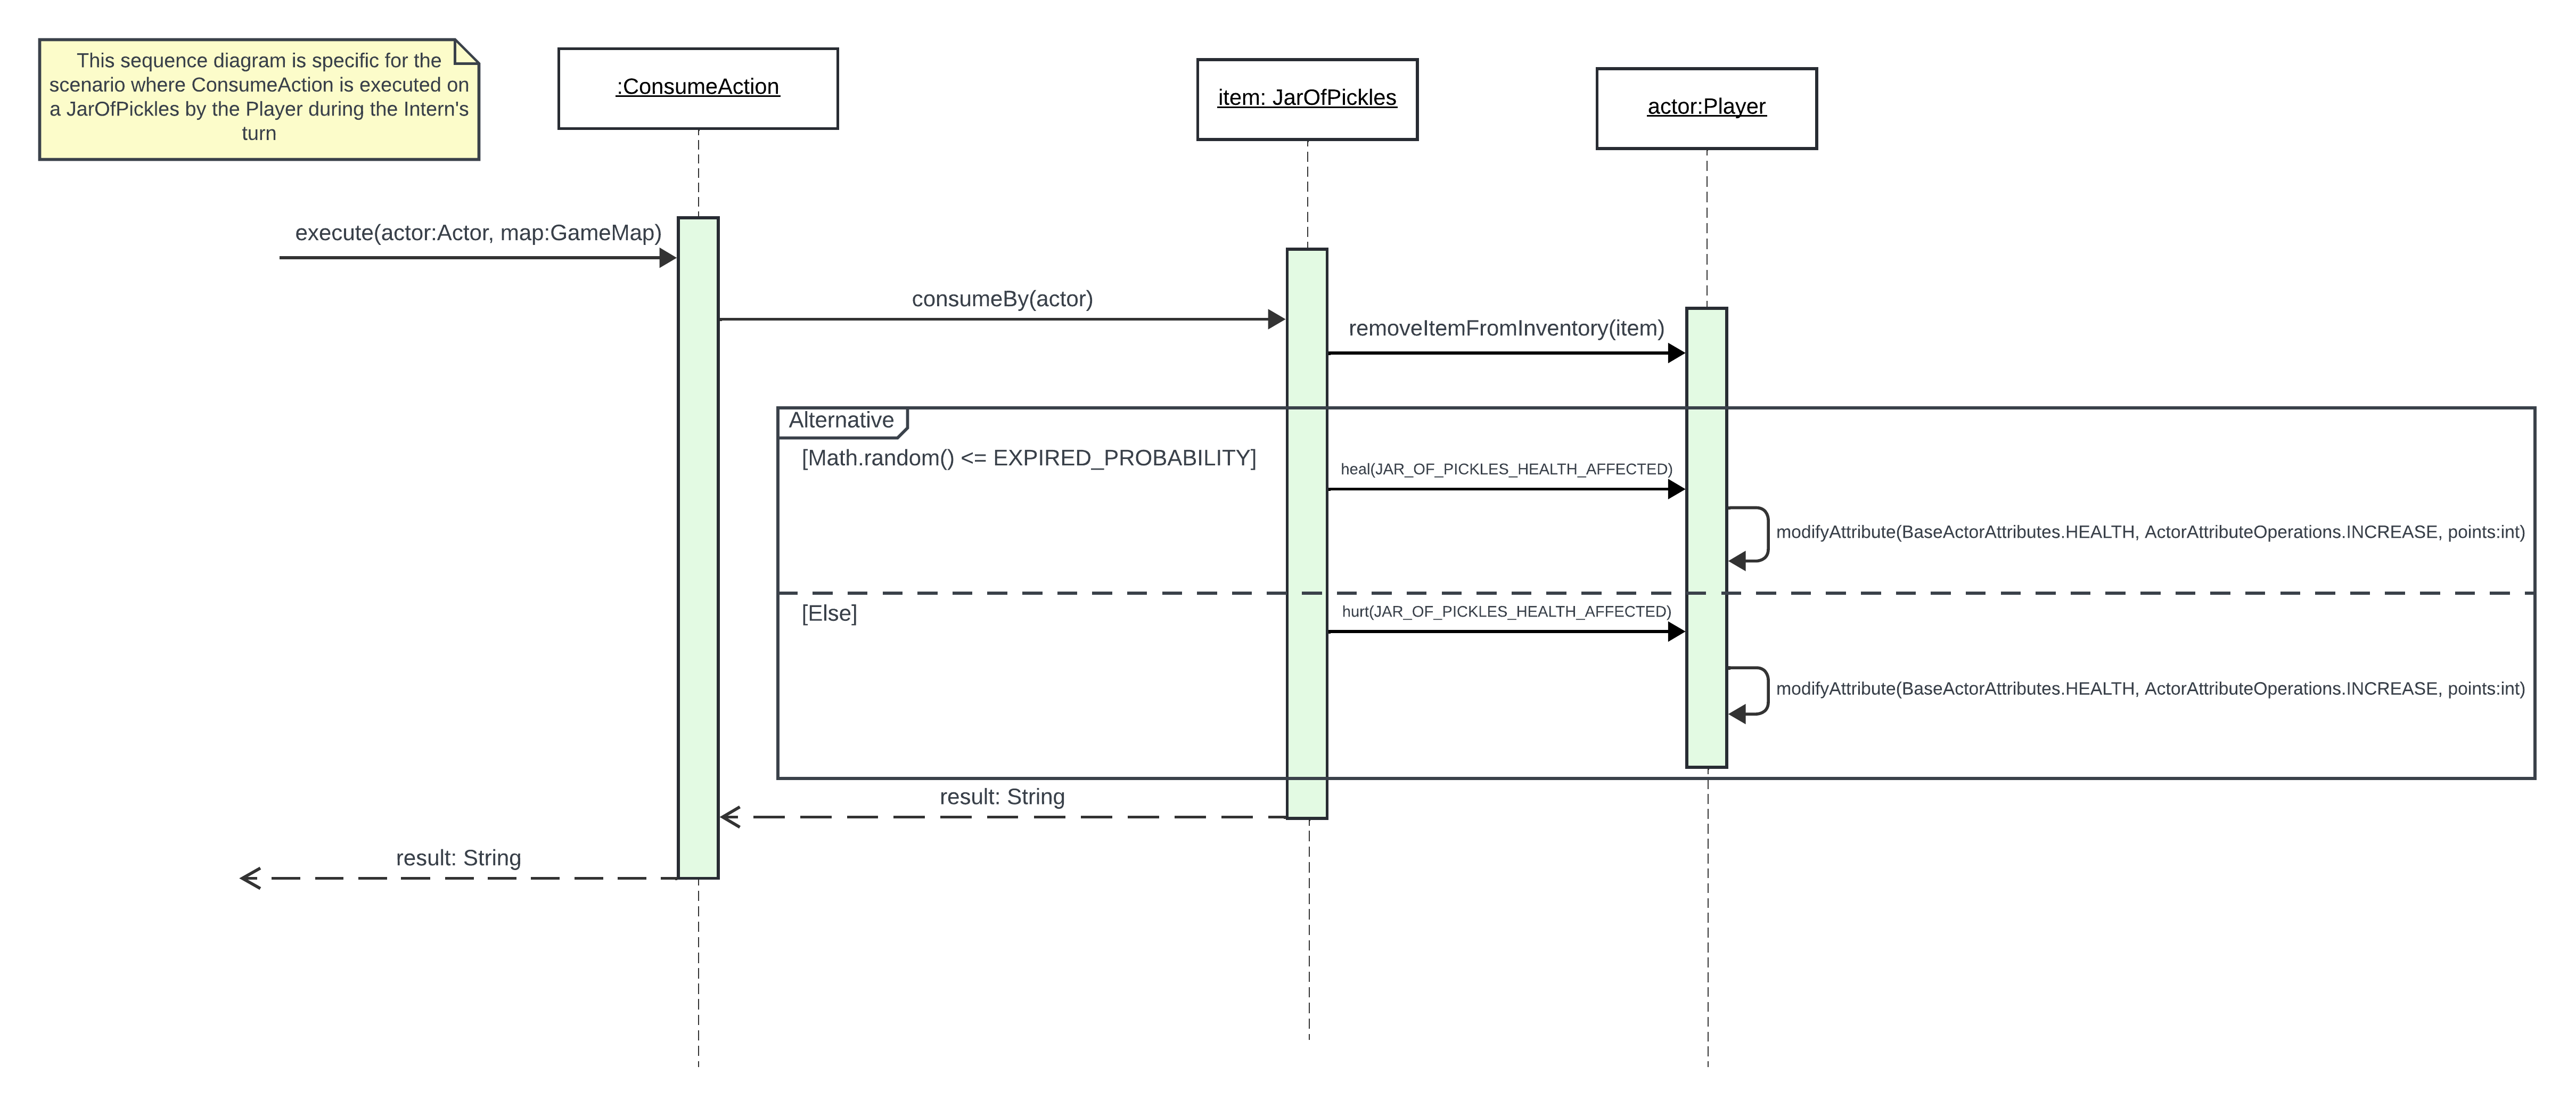 This sequence diagram is specific for the
scenario where ConsumeAction is executed on
a JarOfPickles by the Player during the Intern's
turn
:ConsumeAction
item: JarOfPickles
actor:Player
execute(actor:Actor, map:GameMap)
consumeBy(actor)
removeItemFromInventory(item)
Alternative
[Math.random() <= EXPIRED_PROBABILITY]
heal(JAR_OF_PICKLES_HEALTH_AFFECTED)
modifyAttribute(BaseActorAttributes.HEALTH, ActorAttributeOperations.INCREASE, points:int)
[Else]
hurt(JAR_OF_PICKLES_HEALTH_AFFECTED)
modifyAttribute(BaseActorAttributes.HEALTH, ActorAttributeOperations.INCREASE, points:int)
result: String
result: String